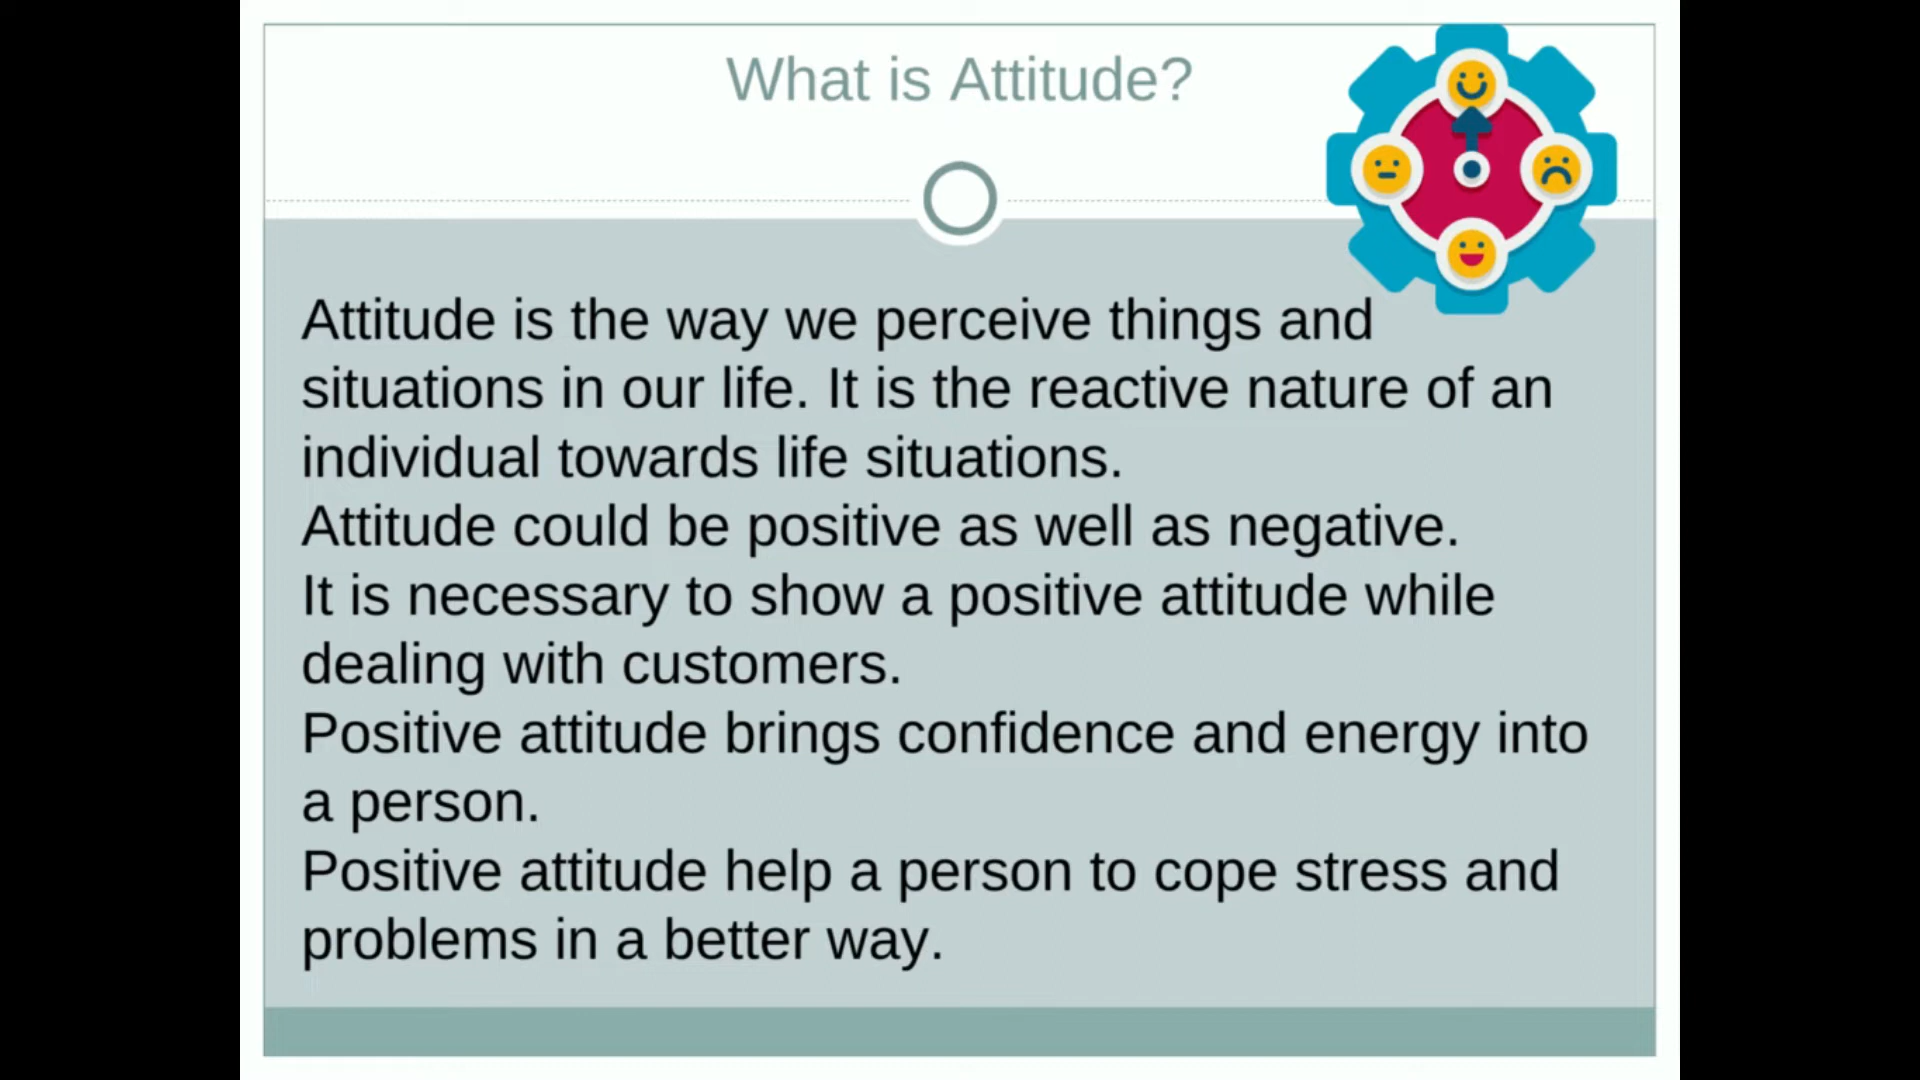 What is Attitude?
Attitude is the way we perceive things and
situations in our life. It is the reactive nature of an
individual towards life situations.
Attitude could be positive as well as negative.
It is necessary to show a positive attitude while
dealing with customers.
Positive attitude brings confidence and energy into
a person.
Positive attitude help a person to cope stress and
problems in a better way.